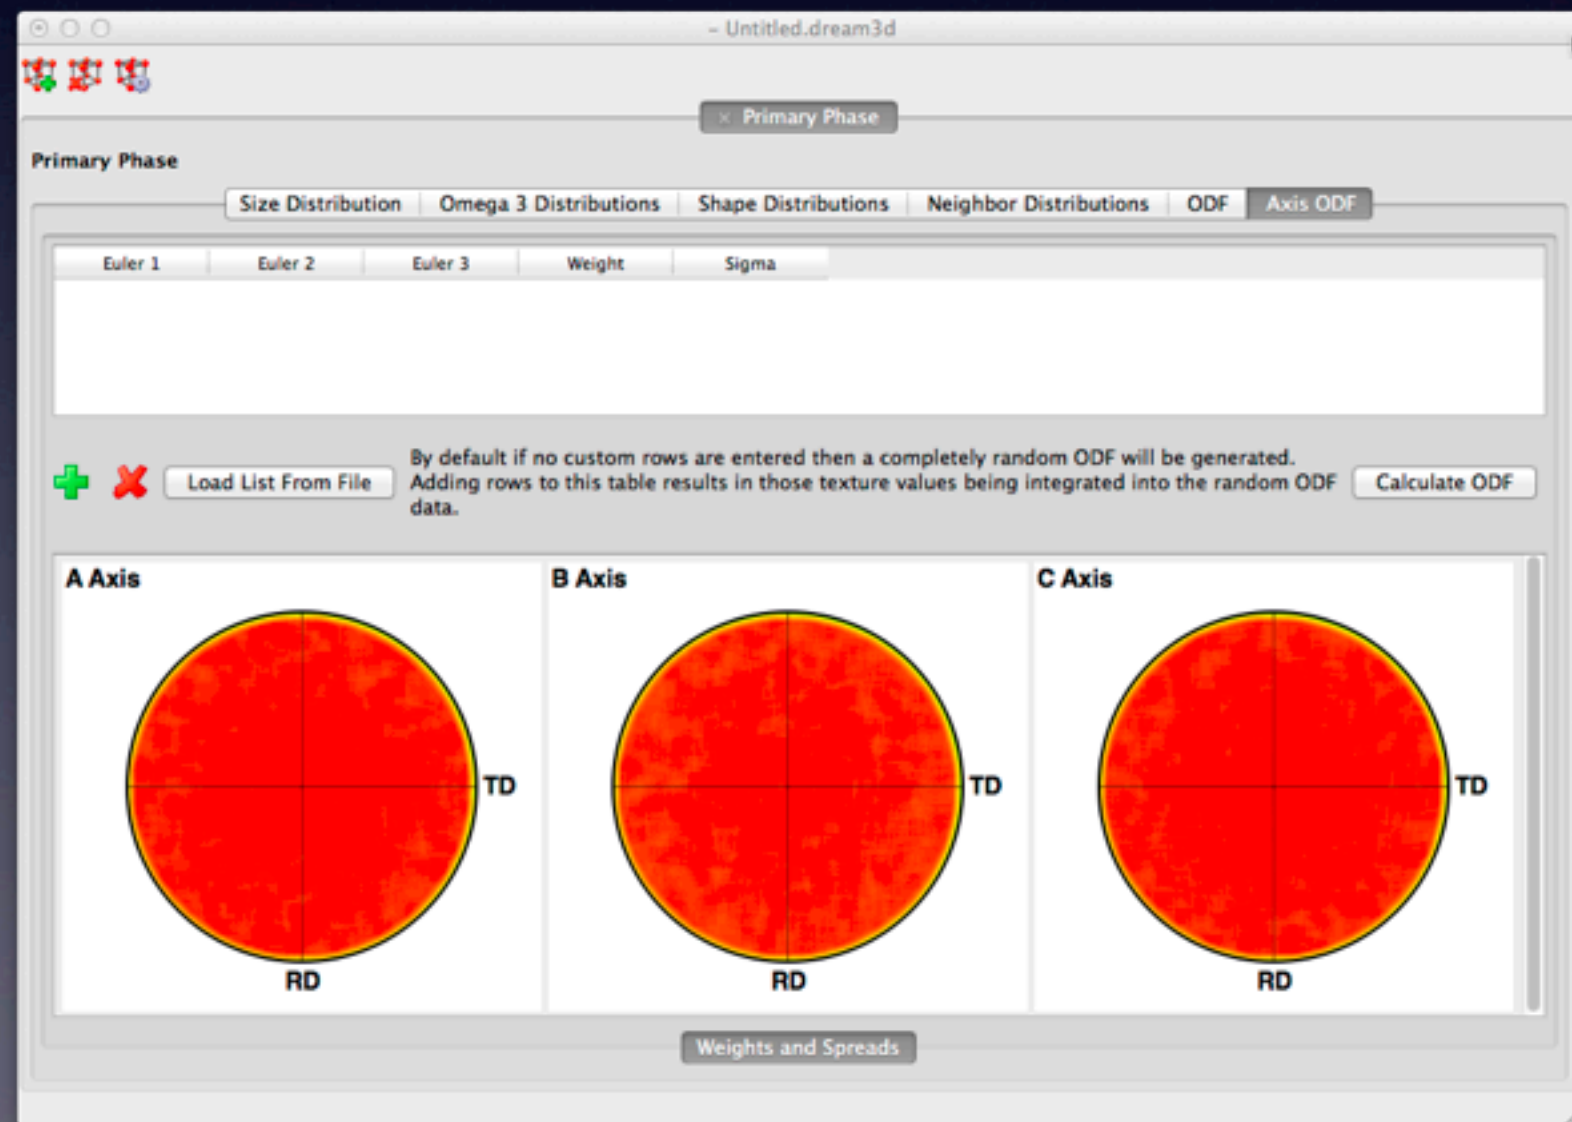 – Untitled.dream3d
× Primary Phase
Primary Phase
Size Distribution Omega 3 Distributions Shape Distributions Neighbor Distributions ODF Axis ODF
Euler 1 Euler 2 Euler 3 Weight Sigma
By default if no custom rows are entered then a completely random ODF will be generated.
Load List From File Adding rows to this table results in those texture values being integrated into the random ODF Calculate ODF
data.
A Axis B Axis C Axis
TD TD TD
RD RD RD
Weights and Spreads